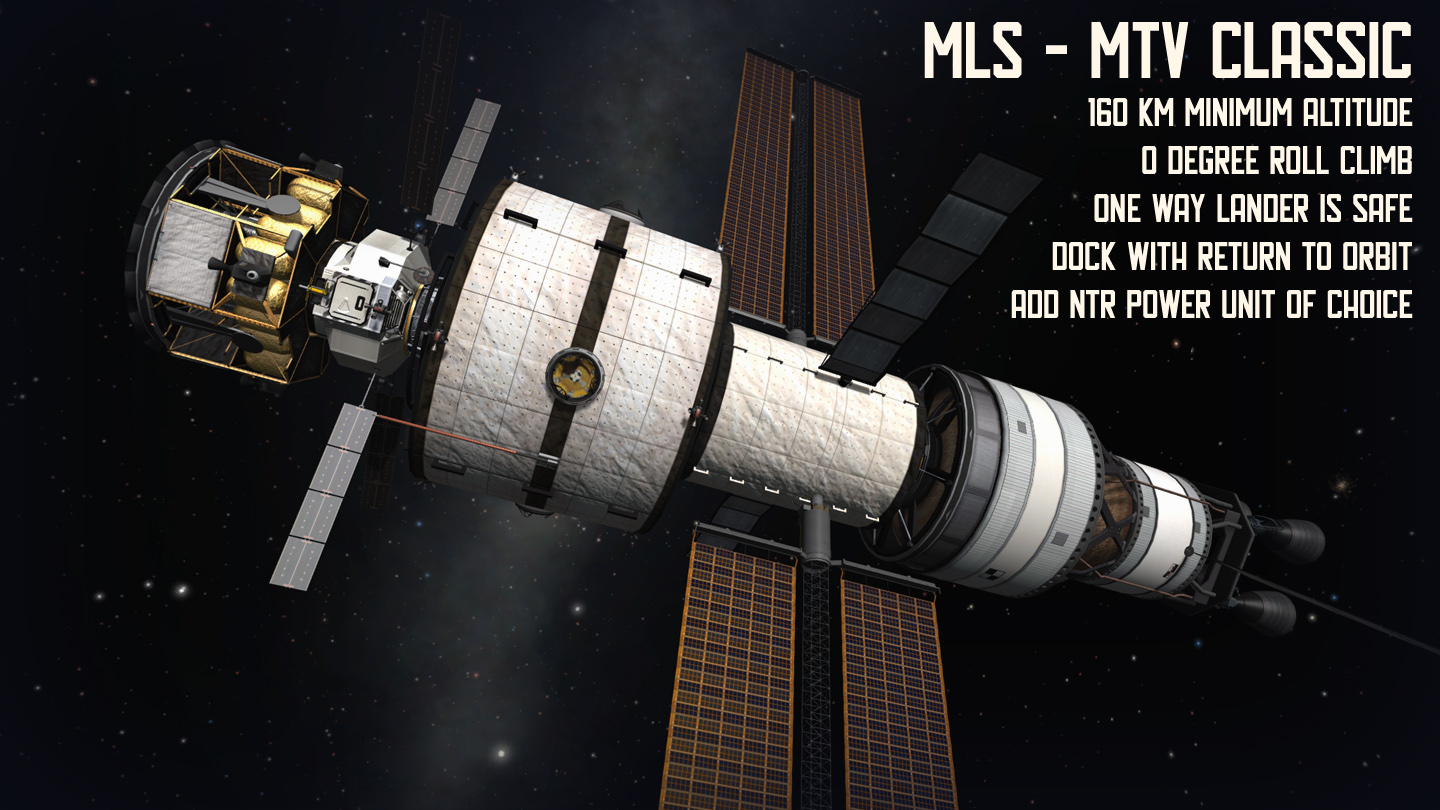 MLS - MTV CLASSIC
160 KM MINIMUM ALTITUDE
0 DEGREE ROLL CLIMB
ONE WAY LANDER IS SAFE
DOCK WITH RETURN TO ORBIT
ADD NTR POWER UNIT OF CHOICE